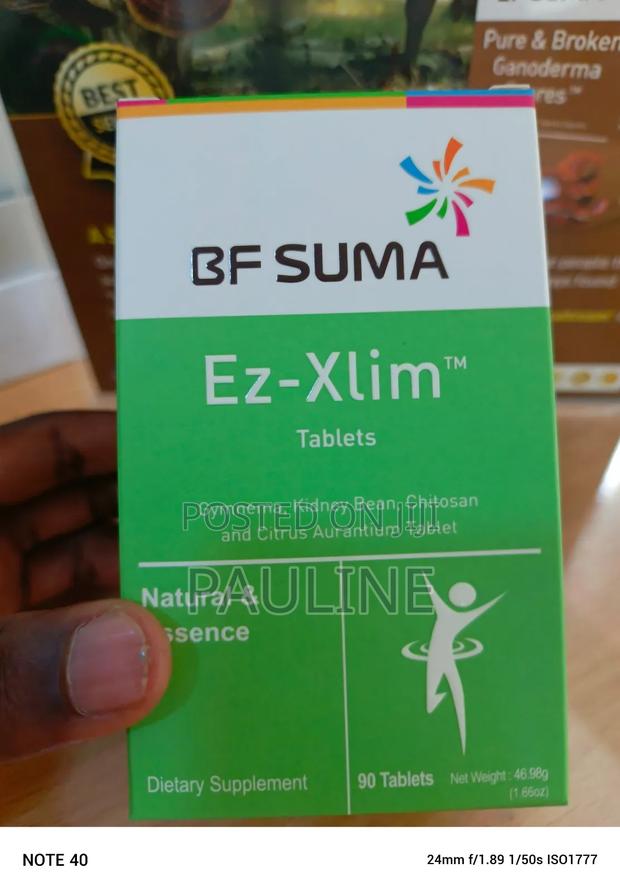 Pure & Broken
Ganoderma
BEST
BF SUMA
Ez-Xlim™
Tablets
Gymnema, Kidney Bean, Chitosan
and Citrus Aurantium Tablet
POSTED ON JIJI
PAULINE
Natural &
ssence
Dietary Supplement
90 Tablets
Net Weight : 46.98g
(1.66oz)
NOTE 40
24mm f/1.89 1/50s ISO1777